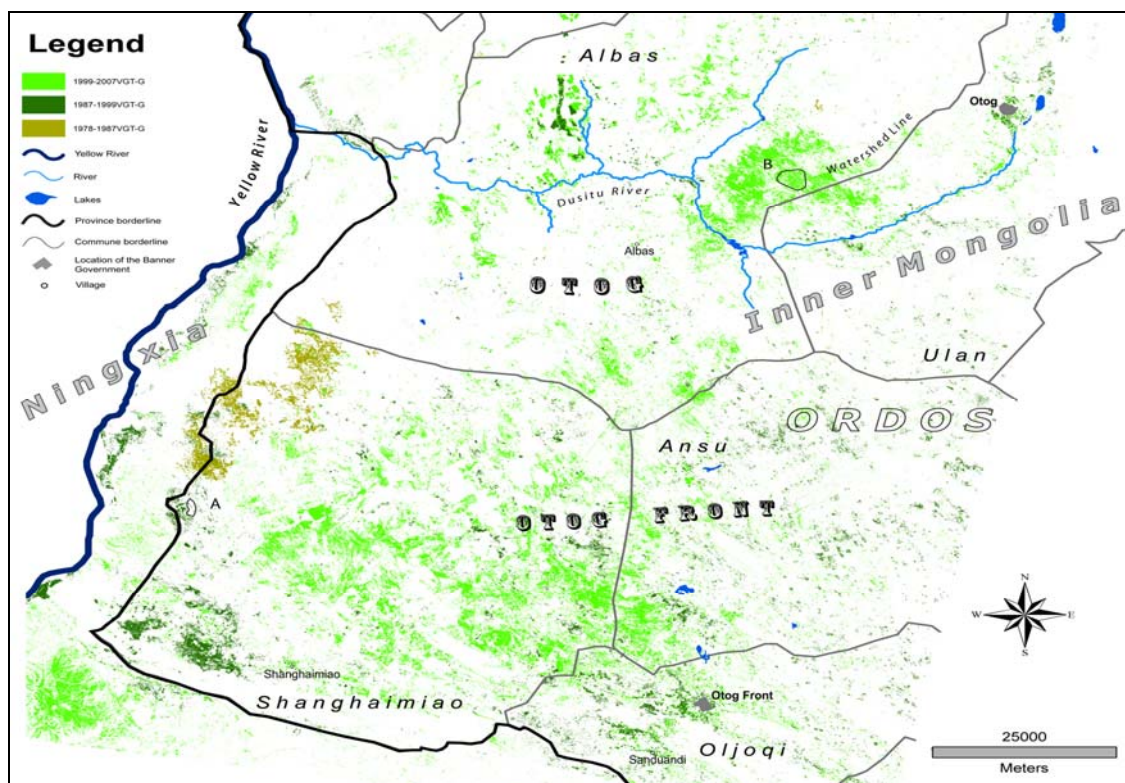 Legend
1999-2007VGT-G
1987-1999VGT-G
1978-1987VGT-G
Yellow River
River
Lakes
Province borderline
Commune borderline
Location of the Banner
Government
Village
Albas
Otog
Watershed Line
B
Yellow River
Dusitu River
Albas
OTOG
Inner Mongolia
Ningxia
Ulan
ORDOS
Ansu
A
OTOG FRONT
N
W
E
S
Shanghaimiao
Shanghaimiao
Otog Front
Oljoqi
Sanduandi
25000
Meters